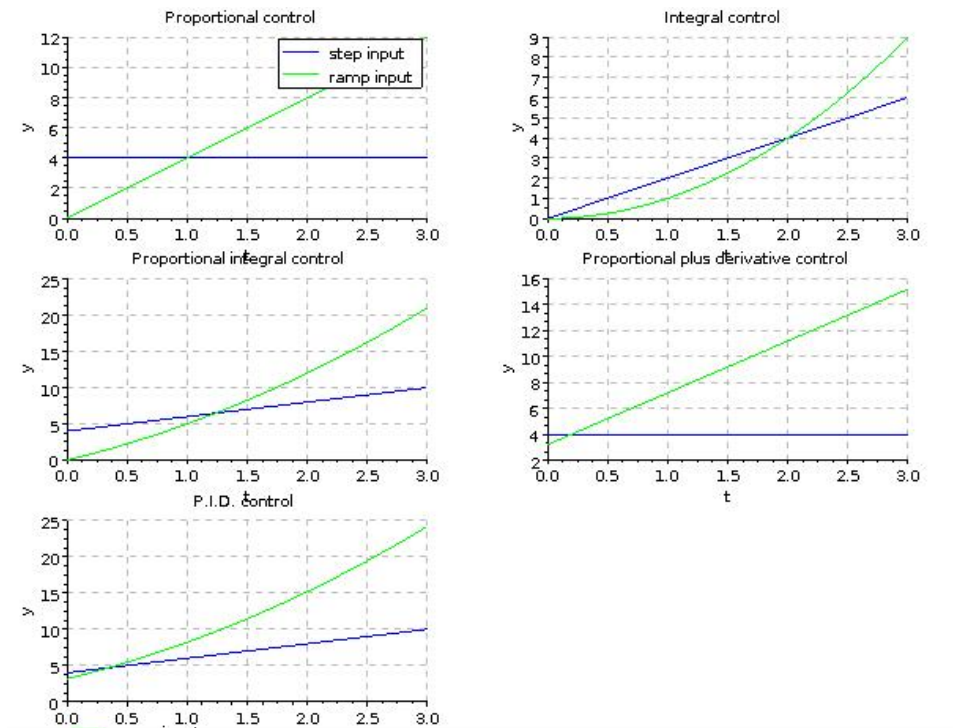 Proportional control
12
10
8
6
4
2
0
y
step input
ramp input
0.0 0.5 1.0 1.5 2.0 2.5 3.0
t
Integral control
9
8
7
6
5
4
3
2
1
0
y
0.0 0.5 1.0 1.5 2.0 2.5 3.0
t
Proportional integral control
25
20
15
10
5
0
y
0.0 0.5 1.0 1.5 2.0 2.5 3.0
t
Proportional plus derivative control
16
14
12
10
8
6
4
2
y
0.0 0.5 1.0 1.5 2.0 2.5 3.0
t
P.I.D. control
25
20
15
10
5
0
y
0.0 0.5 1.0 1.5 2.0 2.5 3.0